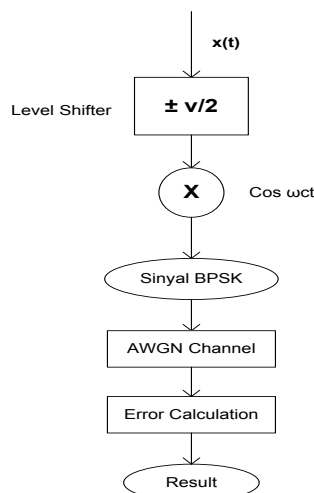 x(t)
Level Shifter
± v/2
X
Cos ωct
Sinyal BPSK
AWGN Channel
Error Calculation
Result